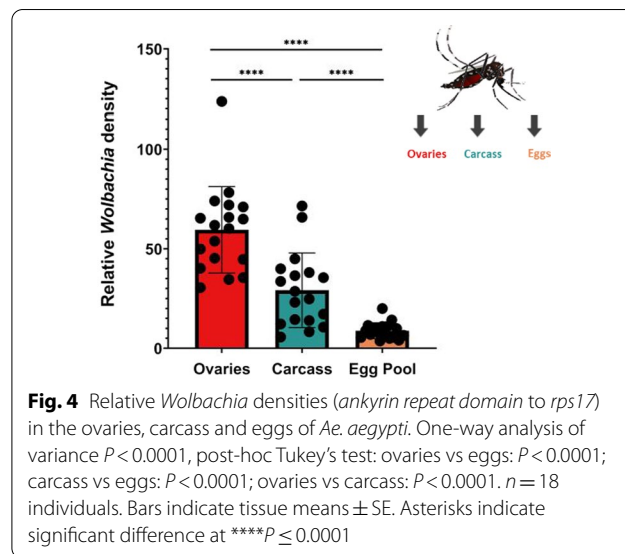 ****
****
****
150
100
50
0
Relative Wolbachia density
Ovaries
Carcass
Eggs
Ovaries
Carcass
Egg Pool
Fig. 4 Relative Wolbachia densities (ankyrin repeat domain to rps17)
in the ovaries, carcass and eggs of Ae. aegypti. One-way analysis of
variance P < 0.0001, post-hoc Tukey’s test: ovaries vs eggs: P < 0.0001;
carcass vs eggs: P < 0.0001; ovaries vs carcass: P < 0.0001. n = 18
individuals. Bars indicate tissue means ± SE. Asterisks indicate
significant difference at ****P ≤ 0.0001